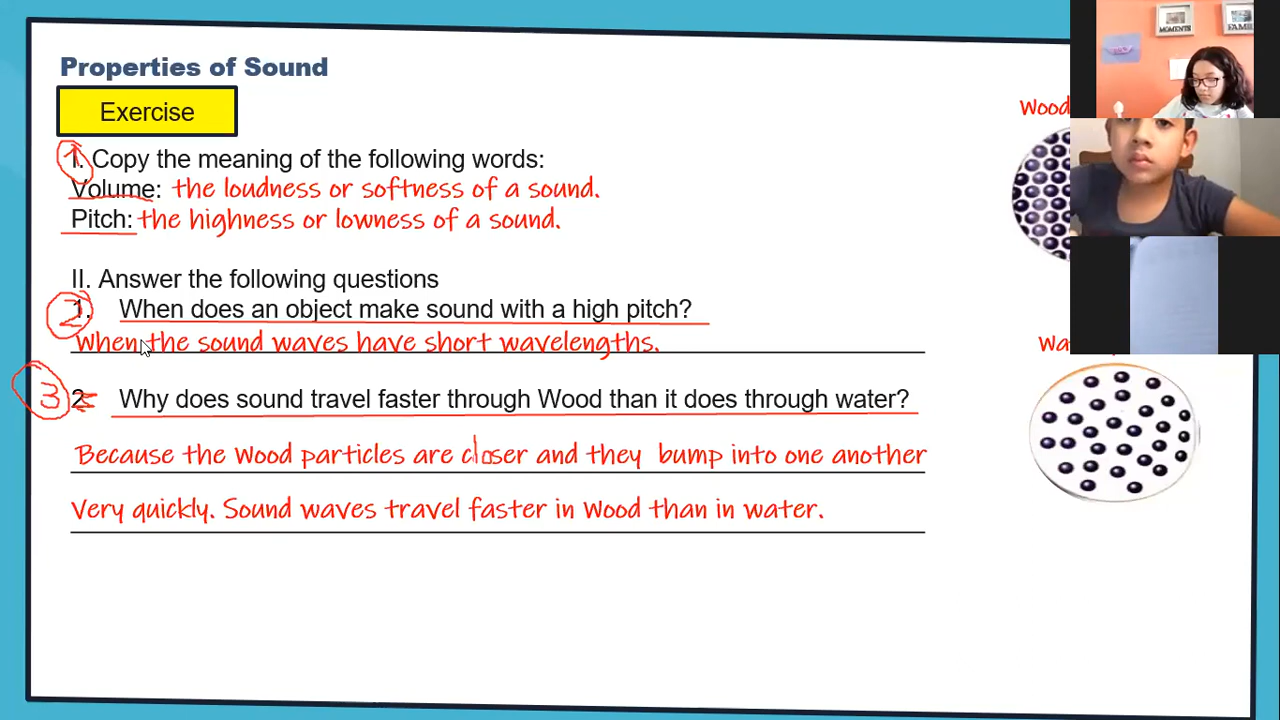 Properties of Sound
Exercise
1
I. Copy the meaning of the following words:
Volume: the loudness or softness of a sound.
Pitch: the highness or lowness of a sound.
II. Answer the following questions
2
1. When does an object make sound with a high pitch?
When the sound waves have short wavelengths.
3
2. Why does sound travel faster through Wood than it does through water?
Because the Wood particles are closer and they bump into one another
Very quickly. Sound waves travel faster in Wood than in water.
Wood
MOMENTS